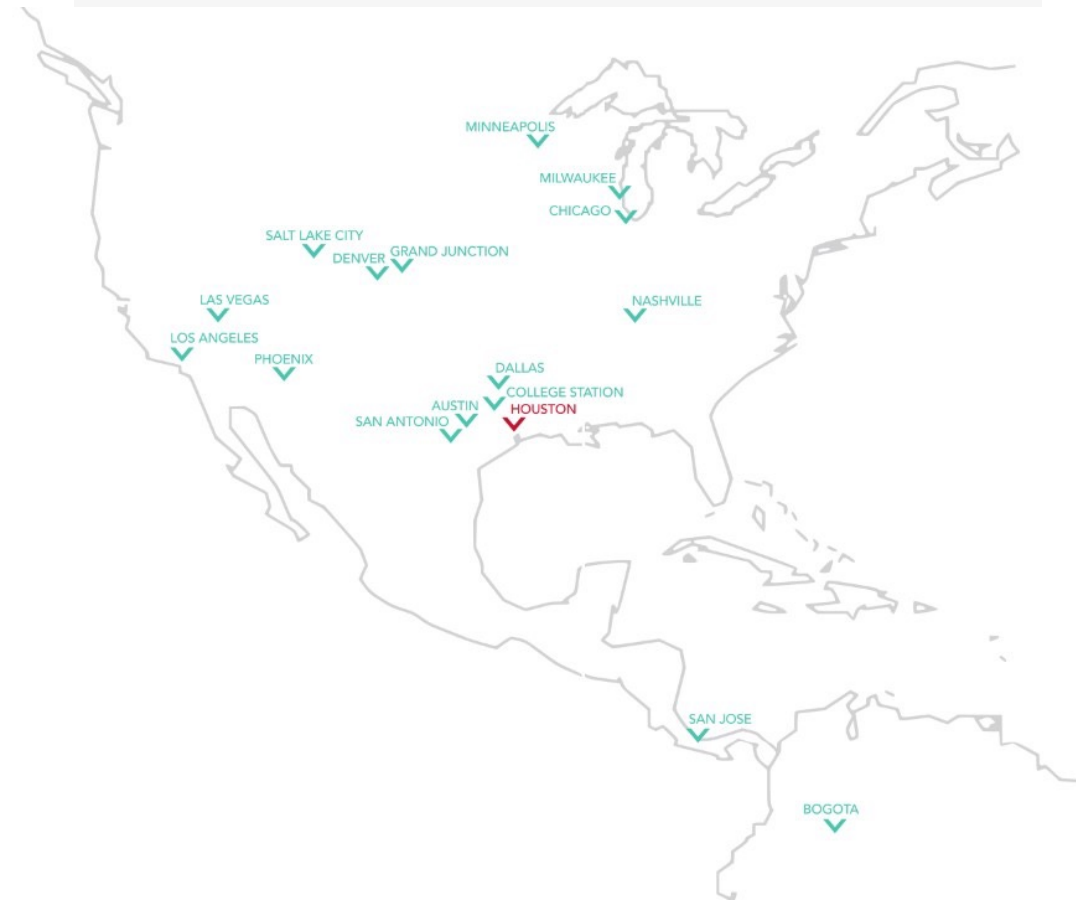 MINNEAPOLIS
MILWAUKEE
CHICAGO
SALT LAKE CITY
DENVER
GRAND JUNCTION
LAS VEGAS
NASHVILLE
LOS ANGELES
PHOENIX
DALLAS
COLLEGE STATION
AUSTIN
HOUSTON
SAN ANTONIO
SAN JOSE
BOGOTA